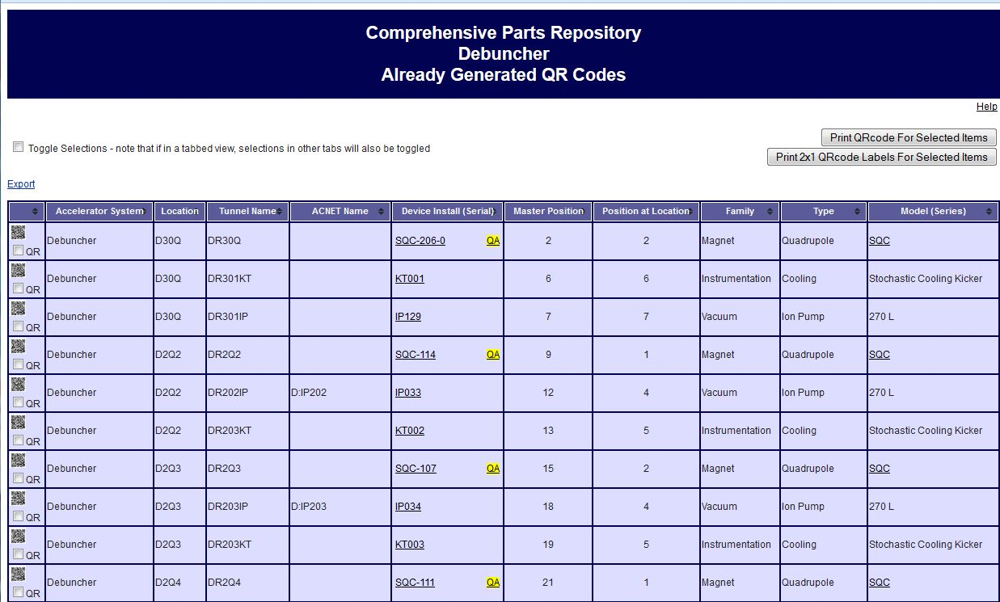 Comprehensive Parts Repository
Debuncher
Already Generated QR Codes
Help
Toggle Selections - note that if in a tabbed view, selections in other tabs will also be toggled
Print QRcode For Selected Items
Print 2x1 QRcode Labels For Selected Items
Export
Accelerator System Location Tunnel Name ACNET Name Device Install (Serial) Master Position Position at Location Family Type Model (Series)
QR Debuncher D30Q DR30Q SQC-206-0 QA 2 2 Magnet Quadrupole SQC
QR Debuncher D30Q DR301KT KT001 6 6 Instrumentation Cooling Stochastic Cooling Kicker
QR Debuncher D30Q DR301IP IP129 7 7 Vacuum Ion Pump 270 L
QR Debuncher D2Q2 DR2Q2 SQC-114 QA 9 1 Magnet Quadrupole SQC
QR Debuncher D2Q2 DR202IP D:IP202 IP033 12 4 Vacuum Ion Pump 270 L
QR Debuncher D2Q2 DR203KT KT002 13 5 Instrumentation Cooling Stochastic Cooling Kicker
QR Debuncher D2Q3 DR2Q3 SQC-107 QA 15 2 Magnet Quadrupole SQC
QR Debuncher D2Q3 DR203IP D:IP203 IP034 18 4 Vacuum Ion Pump 270 L
QR Debuncher D2Q3 DR203KT KT003 19 5 Instrumentation Cooling Stochastic Cooling Kicker
QR Debuncher D2Q4 DR2Q4 SQC-111 QA 21 1 Magnet Quadrupole SQC